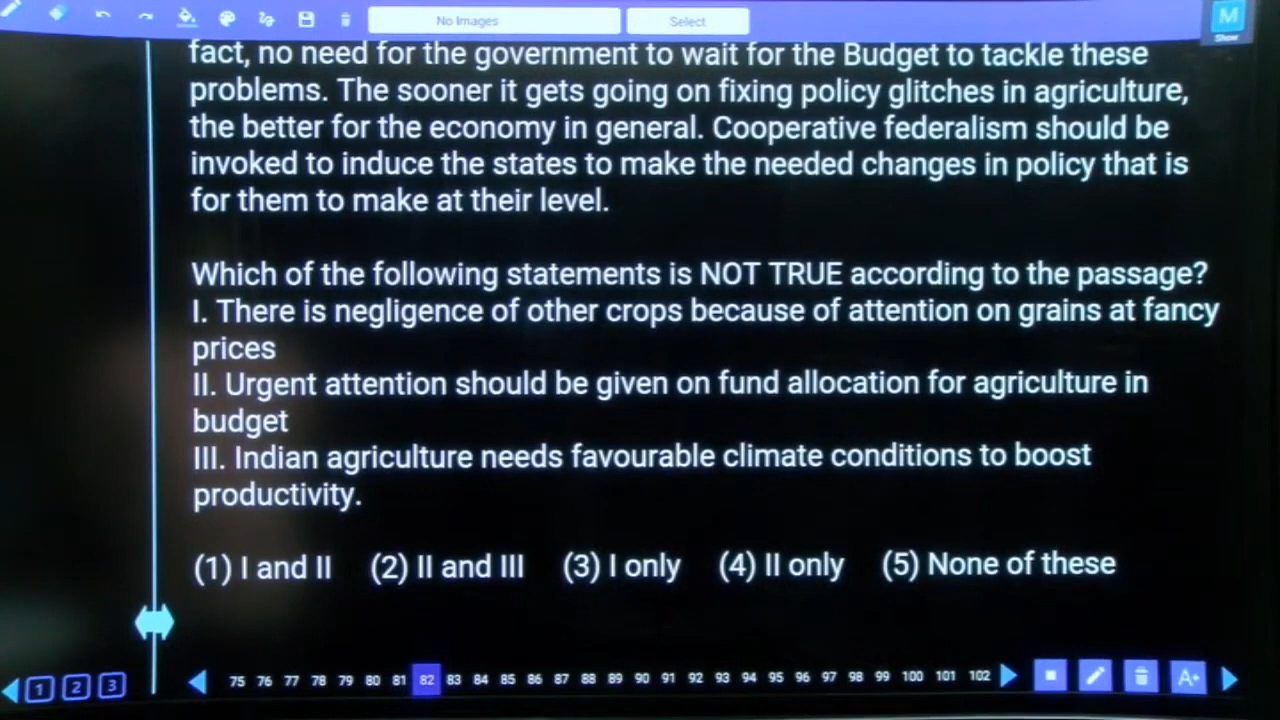 No Images
Select
M
Show
fact, no need for the government to wait for the Budget to tackle these
problems. The sooner it gets going on fixing policy glitches in agriculture,
the better for the economy in general. Cooperative federalism should be
invoked to induce the states to make the needed changes in policy that is
for them to make at their level.
Which of the following statements is NOT TRUE according to the passage?
I. There is negligence of other crops because of attention on grains at fancy
prices
II. Urgent attention should be given on fund allocation for agriculture in
budget
III. Indian agriculture needs favourable climate conditions to boost
productivity.
(1) I and II (2) II and III (3) I only (4) II only (5) None of these
1 2 3 75 76 77 78 79 80 81 82 83 84 85 86 87 88 89 90 91 92 93 94 95 96 97 98 99 100 101 102 A+